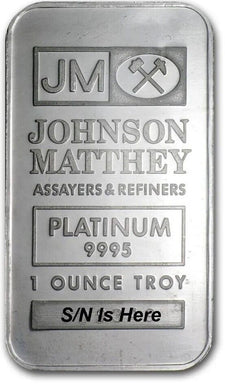 JM
JOHNSON
MATTHEY
ASSAYERS & REFINERS
PLATINUM
9995
1 OUNCE TROY
S/N Is Here